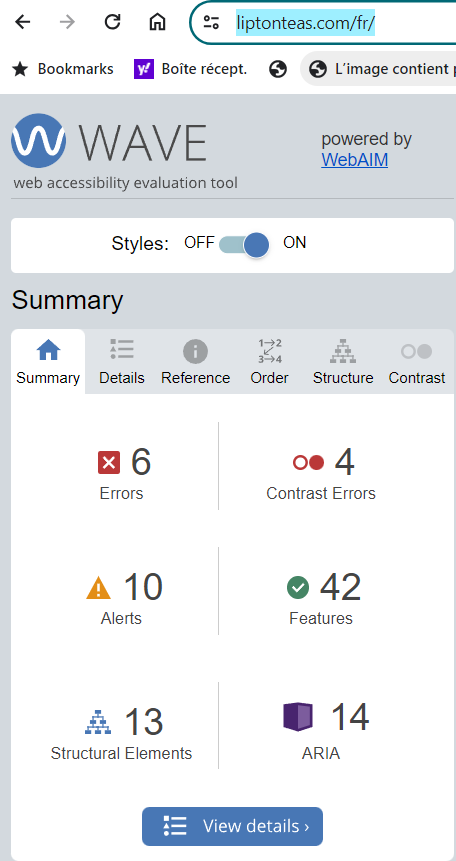 liptonteas.com/fr/
Bookmarks y! Boîte récept. L'image contient
WAVE
web accessibility evaluation tool
powered by
WebAIM
Styles: OFF ON
Summary
Summary Details Reference Order Structure Contrast
6
Errors
4
Contrast Errors
10
Alerts
42
Features
13
Structural Elements
14
ARIA
View details ›